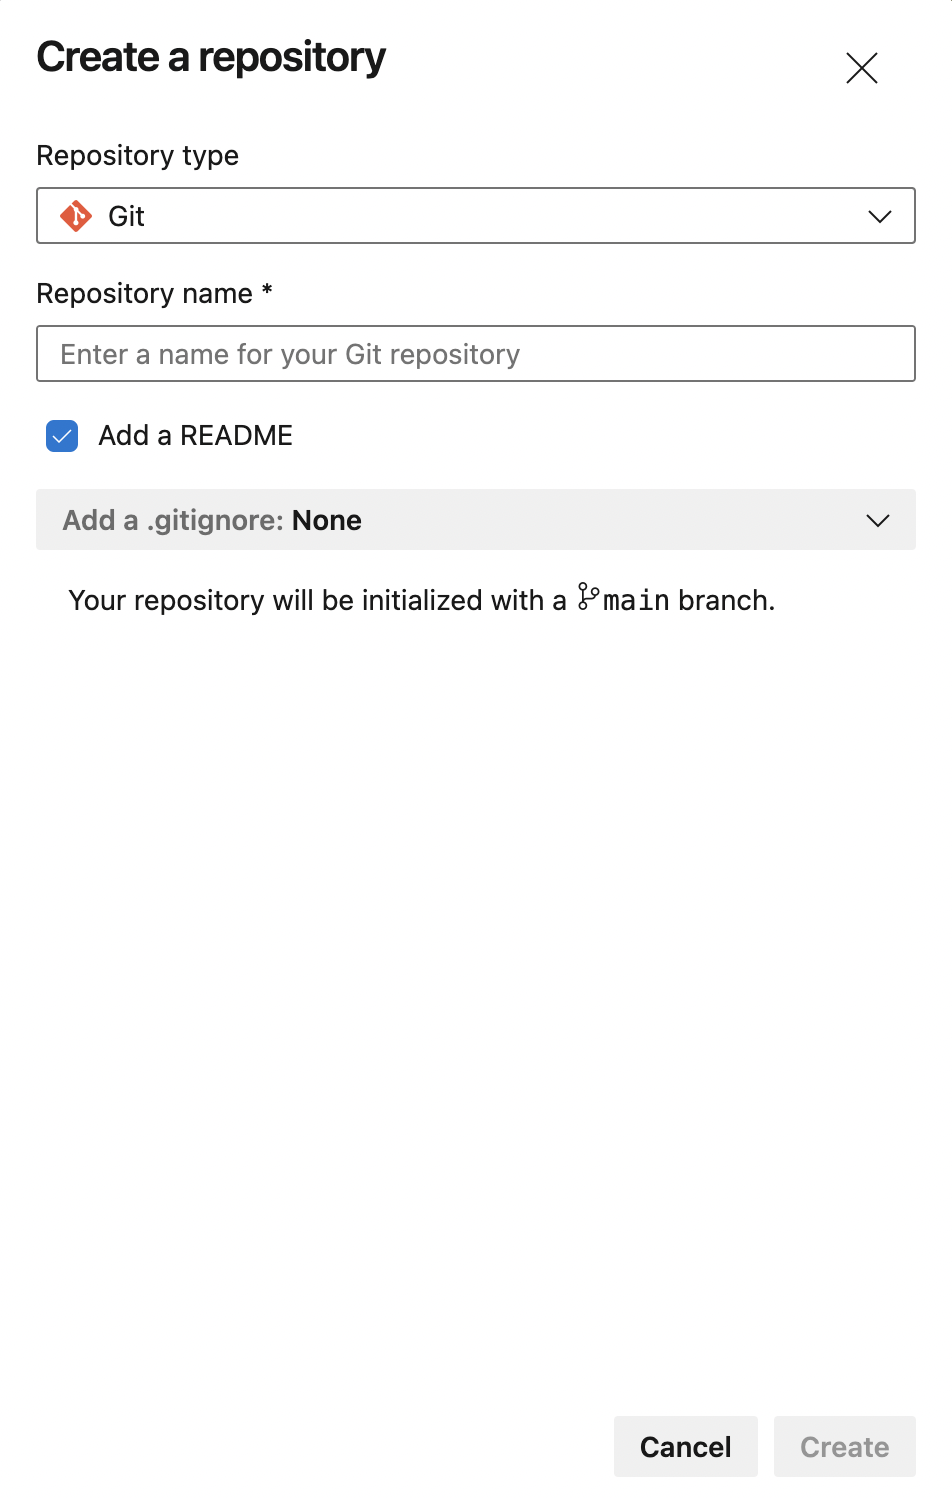 Create a repository
Repository type
Git
Repository name *
Enter a name for your Git repository
Add a README
Add a .gitignore: None
Your repository will be initialized with a main branch.
Cancel
Create